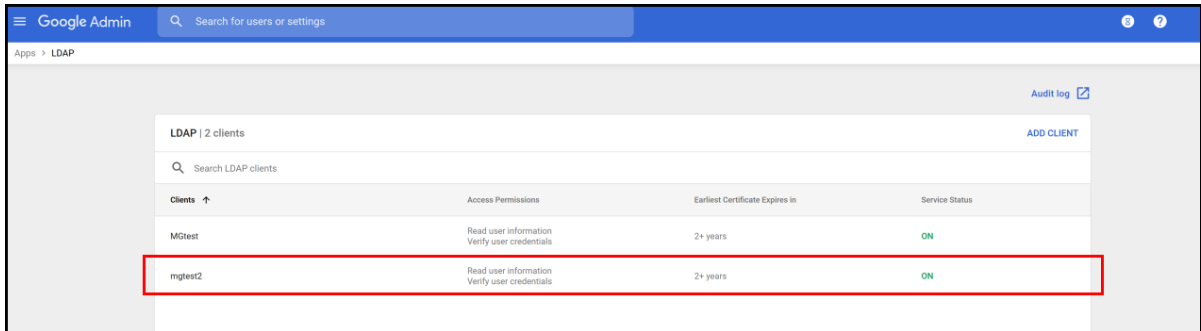 Google Admin
Search for users or settings
Apps > LDAP
Audit log
LDAP | 2 clients
ADD CLIENT
Search LDAP clients
Clients ↑ Access Permissions Earliest Certificate Expires in Service Status
MGtest Read user information 2+ years ON
Verify user credentials
mgtest2 Read user information 2+ years ON
Verify user credentials